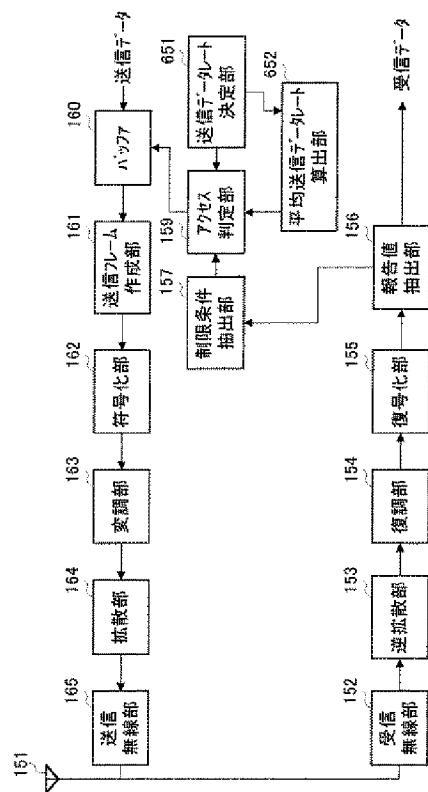 151
165
送信
無線部
164
拡散部
163
変調部
162
符号化部
161
送信フレーム
作成部
160
バッファ
送信データ
157
制限条件
抽出部
159
アクセス
判定部
651
送信データレート
決定部
652
平均送信データレート
算出部
152
受信
無線部
153
逆拡散部
154
復調部
155
復号化部
156
報告値
抽出部
受信データ